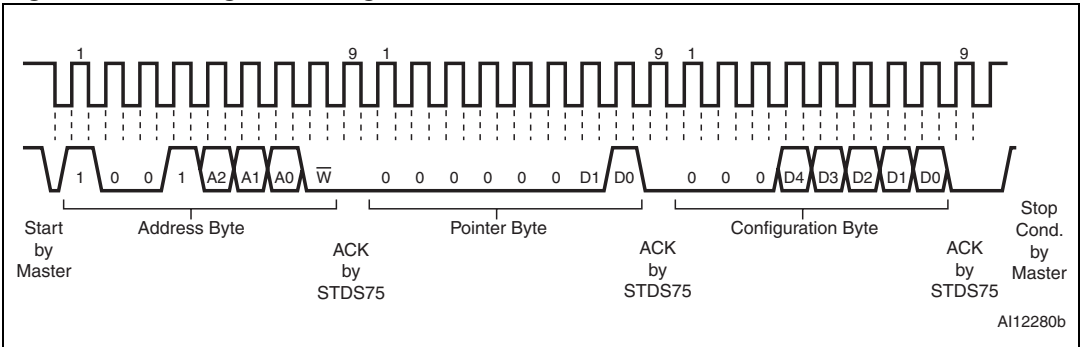 1 9 1 9 1 9
1 0 0 1 A2 A1 A0 W 0 0 0 0 0 0 D1 D0 0 0 0 D4 D3 D2 D1 D0
Start
by
Master
Address Byte
ACK
by
STDS75
Pointer Byte
ACK
by
STDS75
Configuration Byte
ACK
by
STDS75
Stop
Cond.
by
Master
AI12280b